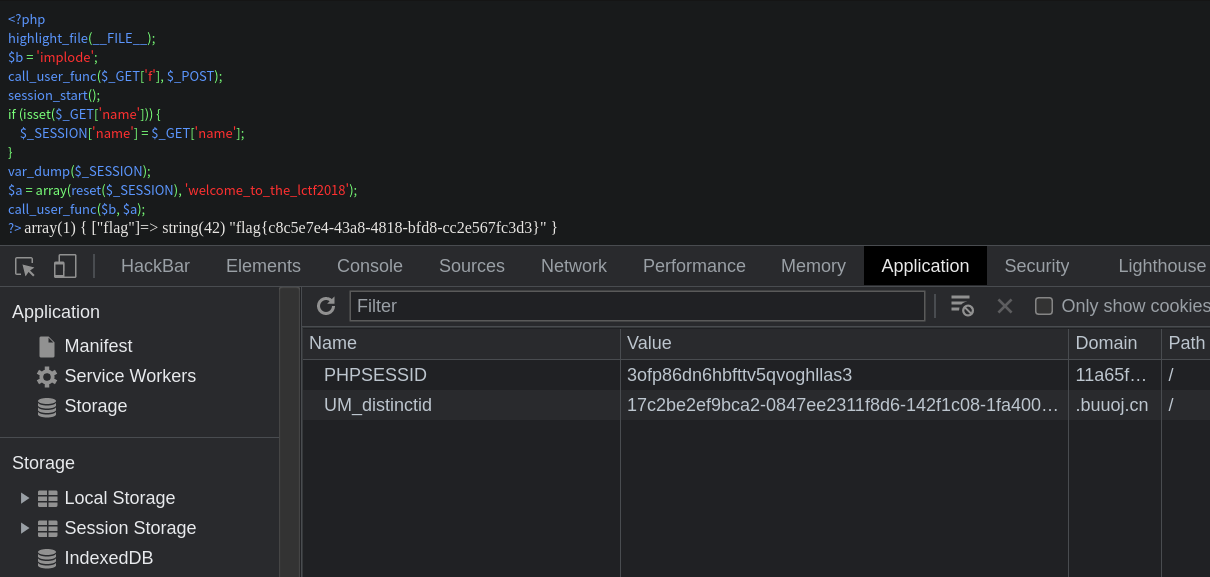 <?php
highlight_file(__FILE__);
$b = 'implode';
call_user_func($_GET['f'], $_POST);
session_start();
if (isset($_GET['name'])) {
    $_SESSION['name'] = $_GET['name'];
}
var_dump($_SESSION);
$a = array(reset($_SESSION), 'welcome_to_the_lctf2018');
call_user_func($b, $a);
?> array(1) { ["flag"]=> string(42) "flag{c8c5e7e4-43a8-4818-bfd8-cc2e567fc3d3}" }
HackBar Elements Console Sources Network Performance Memory Application Security Lighthouse
Application
Manifest
Service Workers
Storage
Storage
Local Storage
Session Storage
IndexedDB
Filter Only show cookies
Name Value Domain Path
PHPSESSID 3ofp86dn6hbfttv5qvoghllas3 11a65f… /
UM_distinctid 17c2be2ef9bca2-0847ee2311f8d6-142f1c08-1fa400… .buuoj.cn /